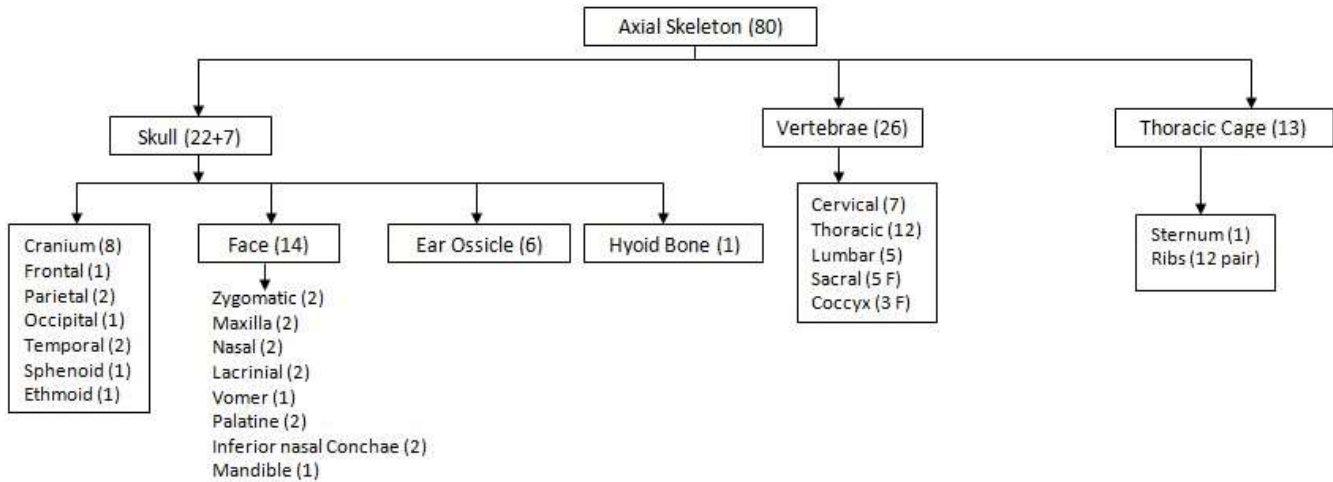 Axial Skeleton (80)
Skull (22+7)
Vertebrae (26)
Thoracic Cage (13)
Cranium (8)
Frontal (1)
Parietal (2)
Occipital (1)
Temporal (2)
Sphenoid (1)
Ethmoid (1)
Face (14)
Zygomatic (2)
Maxilla (2)
Nasal (2)
Lacrinial (2)
Vomer (1)
Palatine (2)
Inferior nasal Conchae (2)
Mandible (1)
Ear Ossicle (6)
Hyoid Bone (1)
Cervical (7)
Thoracic (12)
Lumbar (5)
Sacral (5 F)
Coccyx (3 F)
Sternum (1)
Ribs (12 pair)